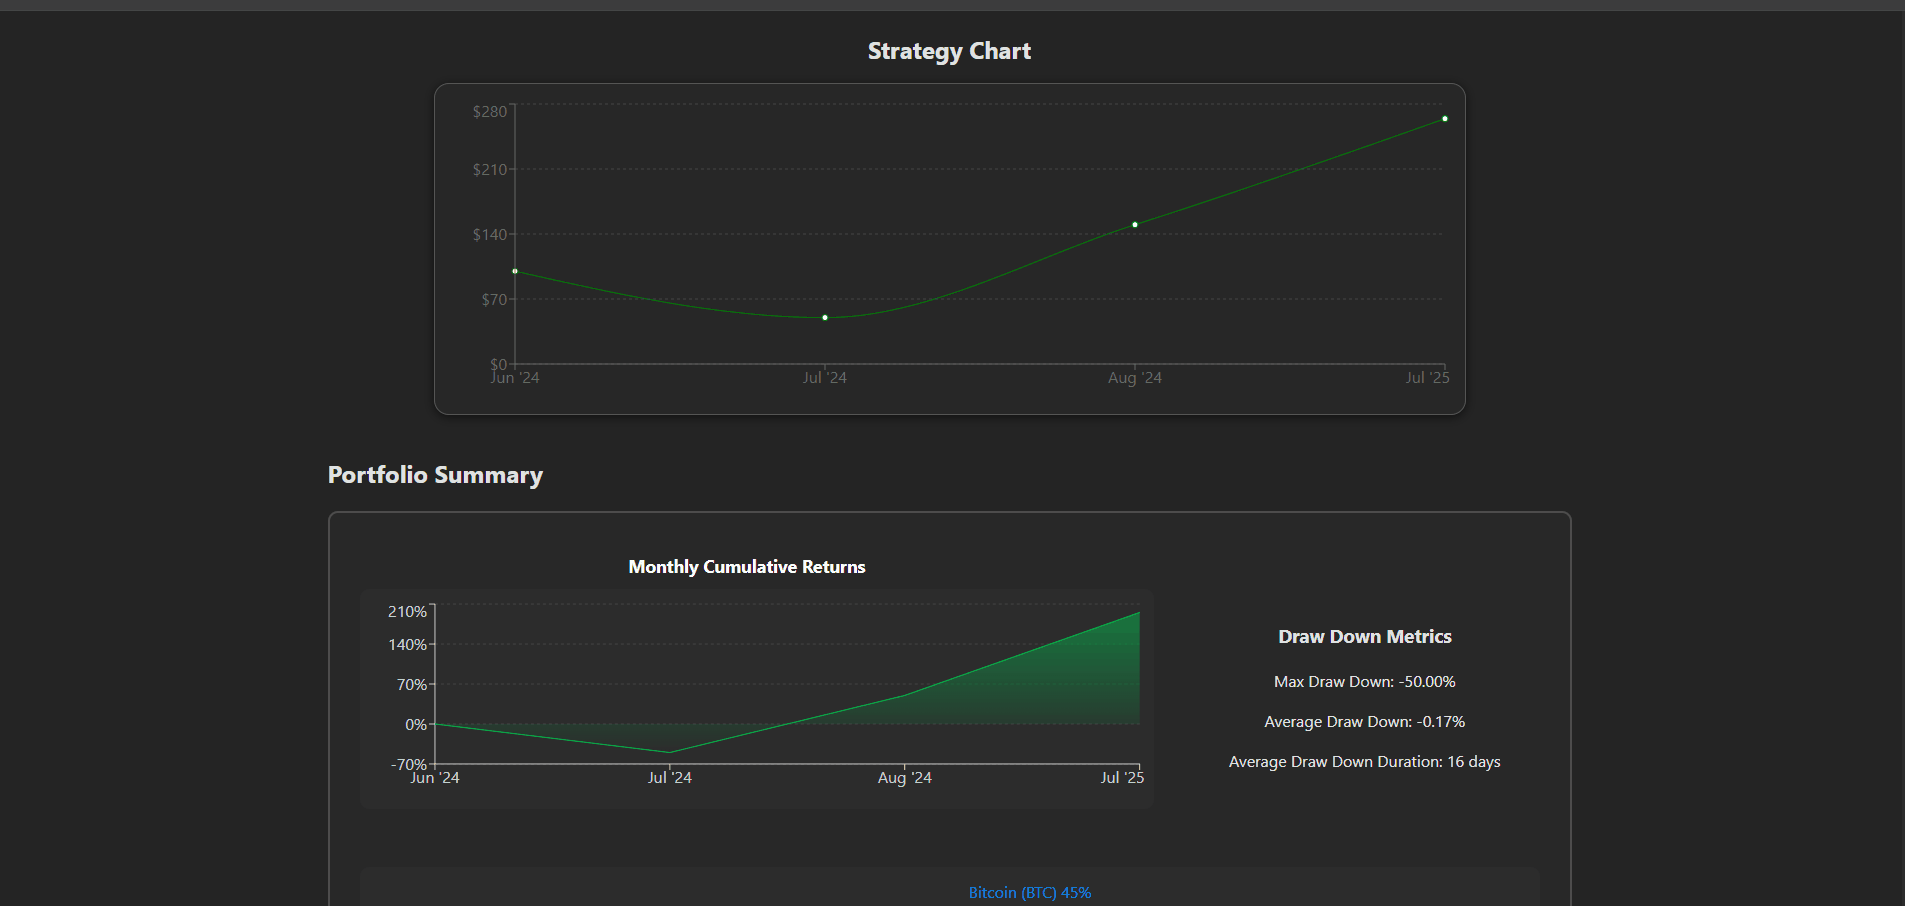 Strategy Chart
$280
$210
$140
$70
$0
Jun '24 Jul '24 Aug '24 Jul '25
Portfolio Summary
Monthly Cumulative Returns
210%
140%
70%
0%
-70%
Jun '24 Jul '24 Aug '24 Jul '25
Draw Down Metrics
Max Draw Down: -50.00%
Average Draw Down: -0.17%
Average Draw Down Duration: 16 days
Bitcoin (BTC) 45%